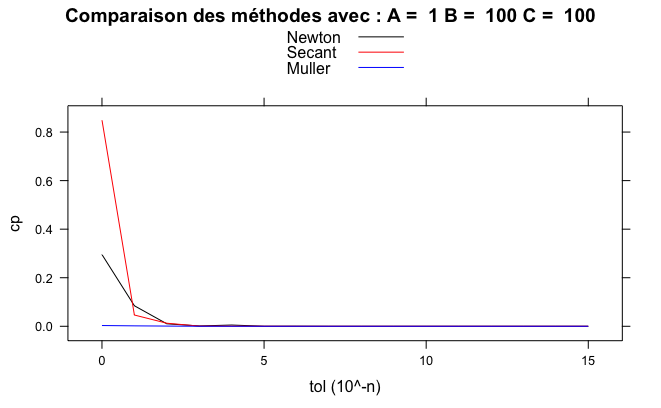 Comparaison des méthodes avec : A = 1 B = 100 C = 100
Newton
Secant
Muller
cp
0.8
0.6
0.4
0.2
0.0
0 5 10 15
tol (10^-n)